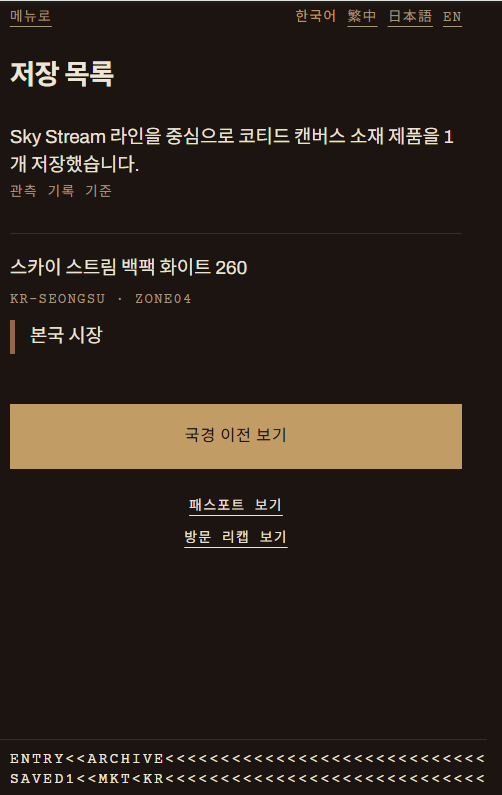 메뉴로 한국어 繁中 日本語 EN
저장 목록
Sky Stream 라인을 중심으로 코티드 캔버스 소재 제품을 1
개 저장했습니다.
관측 기록 기준
스카이 스트림 백팩 화이트 260
KR-SEONGSU · ZONE04
본국 시장
국경 이전 보기
패스포트 보기
방문 리캡 보기
ENTRY<<ARCHIVE<<<<<<<<<<<<<<<<<<<<<<<<<<<<<
SAVED1<<MKT<KR<<<<<<<<<<<<<<<<<<<<<<<<<<<<<